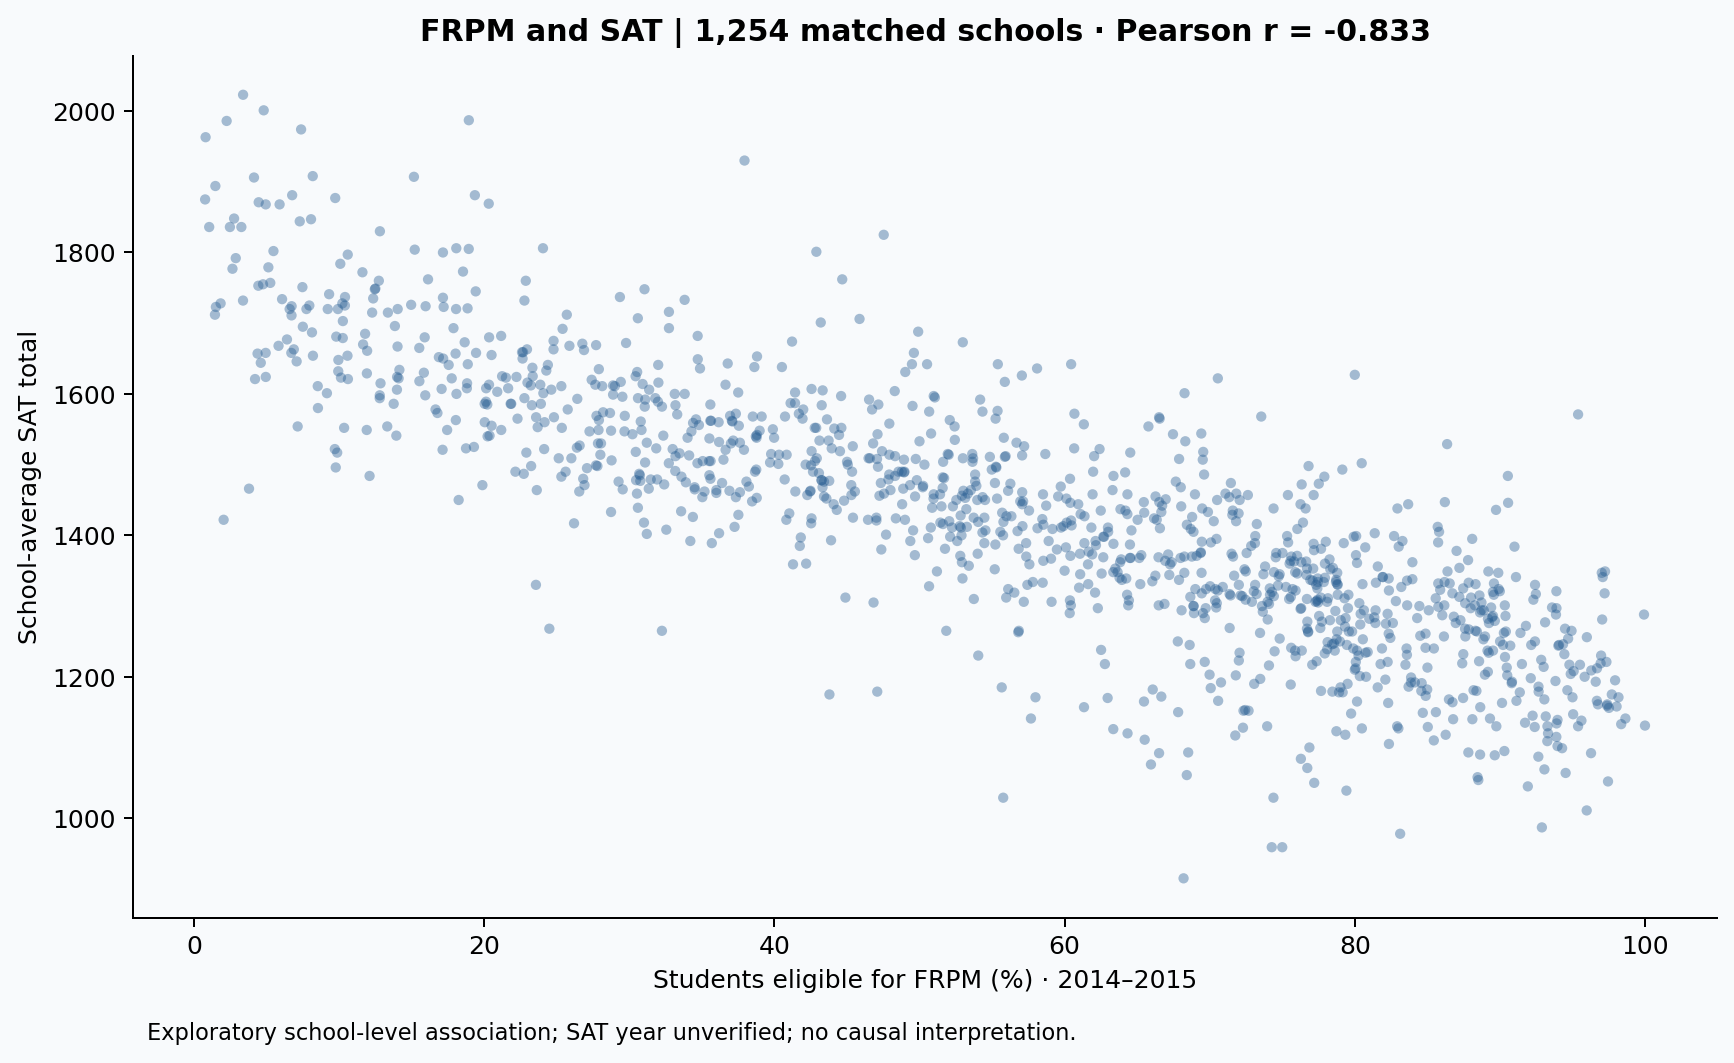 FRPM and SAT | 1,254 matched schools · Pearson r = -0.833
School-average SAT total
2000
1800
1600
1400
1200
1000
0 20 40 60 80 100
Students eligible for FRPM (%) · 2014–2015
Exploratory school-level association; SAT year unverified; no causal interpretation.